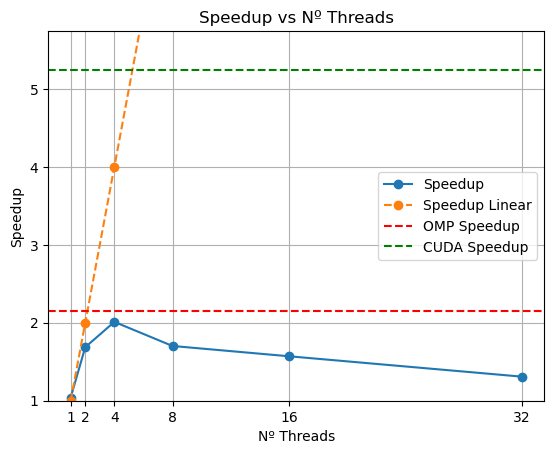 Speedup vs Nº Threads
Speedup
5
4
3
2
1
Speedup
Speedup Linear
OMP Speedup
CUDA Speedup
1 2 4 8 16 32
Nº Threads